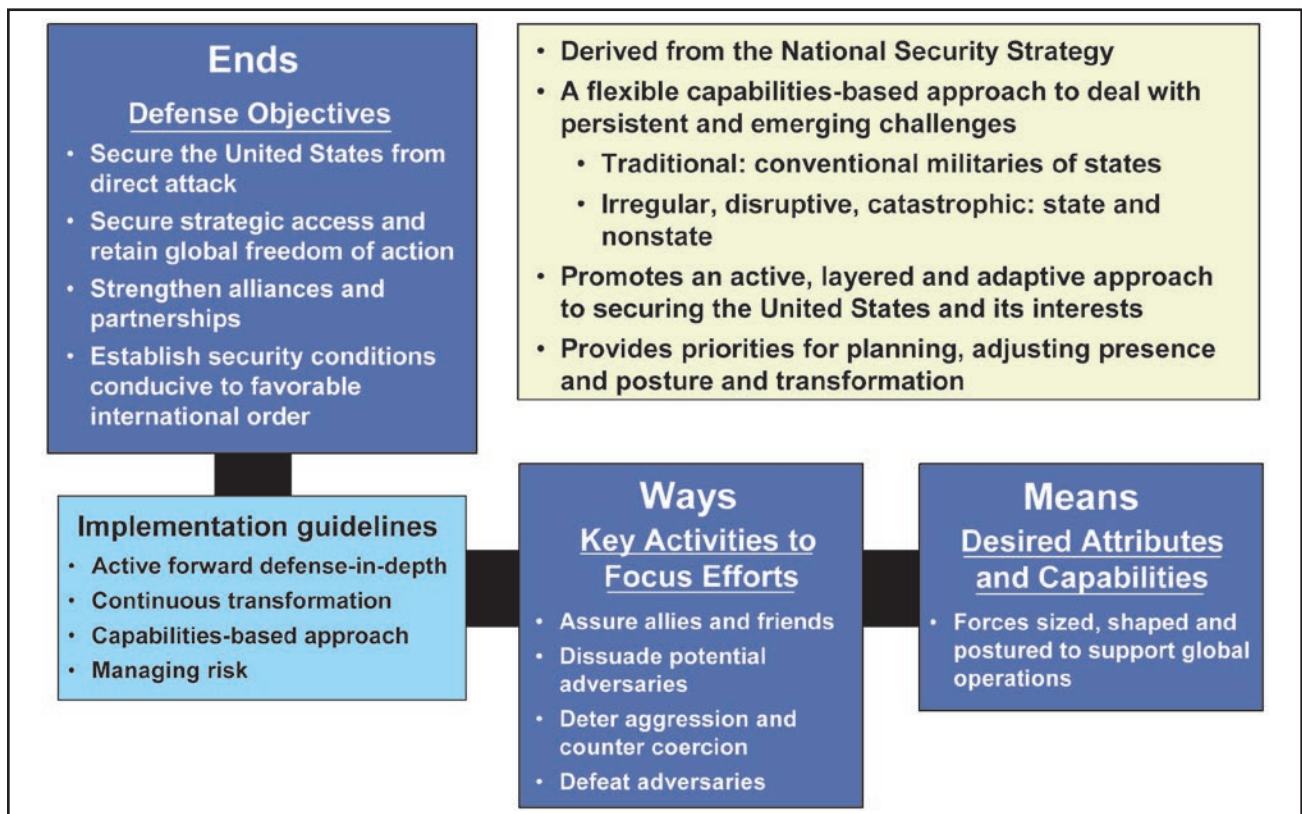 Ends
Defense Objectives
• Secure the United States from
direct attack
• Secure strategic access and
retain global freedom of action
• Strengthen alliances and
partnerships
• Establish security conditions
conducive to favorable
international order
• Derived from the National Security Strategy
• A flexible capabilities-based approach to deal with
persistent and emerging challenges
• Traditional: conventional militaries of states
• Irregular, disruptive, catastrophic: state and
nonstate
• Promotes an active, layered and adaptive approach
to securing the United States and its interests
• Provides priorities for planning, adjusting presence
and posture and transformation
Implementation guidelines
• Active forward defense-in-depth
• Continuous transformation
• Capabilities-based approach
• Managing risk
Ways
Key Activities to
Focus Efforts
• Assure allies and friends
• Dissuade potential
adversaries
• Deter aggression and
counter coercion
• Defeat adversaries
Means
Desired Attributes
and Capabilities
• Forces sized, shaped and
postured to support global
operations